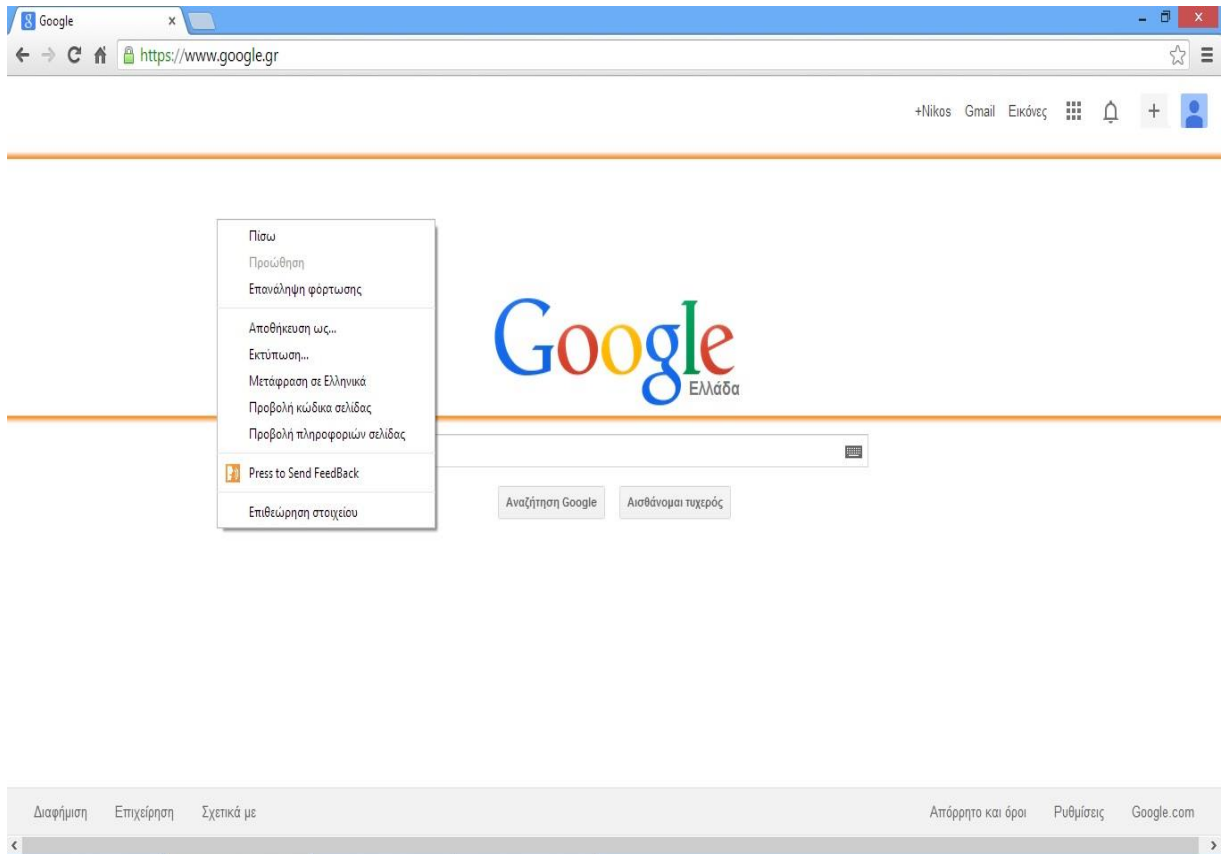 Google
https://www.google.gr
+Nikos Gmail Εικόνες
Πίσω
Προώθηση
Επανάληψη φόρτωσης
Αποθήκευση ως...
Εκτύπωση...
Μετάφραση σε Ελληνικά
Προβολή κώδικα σελίδας
Προβολή πληροφοριών σελίδας
Press to Send FeedBack
Επιθεώρηση στοιχείου
Google
Ελλάδα
Αναζήτηση Google Αισθάνομαι τυχερός
Διαφήμιση Επιχείρηση Σχετικά με Απόρρητο και όροι Ρυθμίσεις Google.com